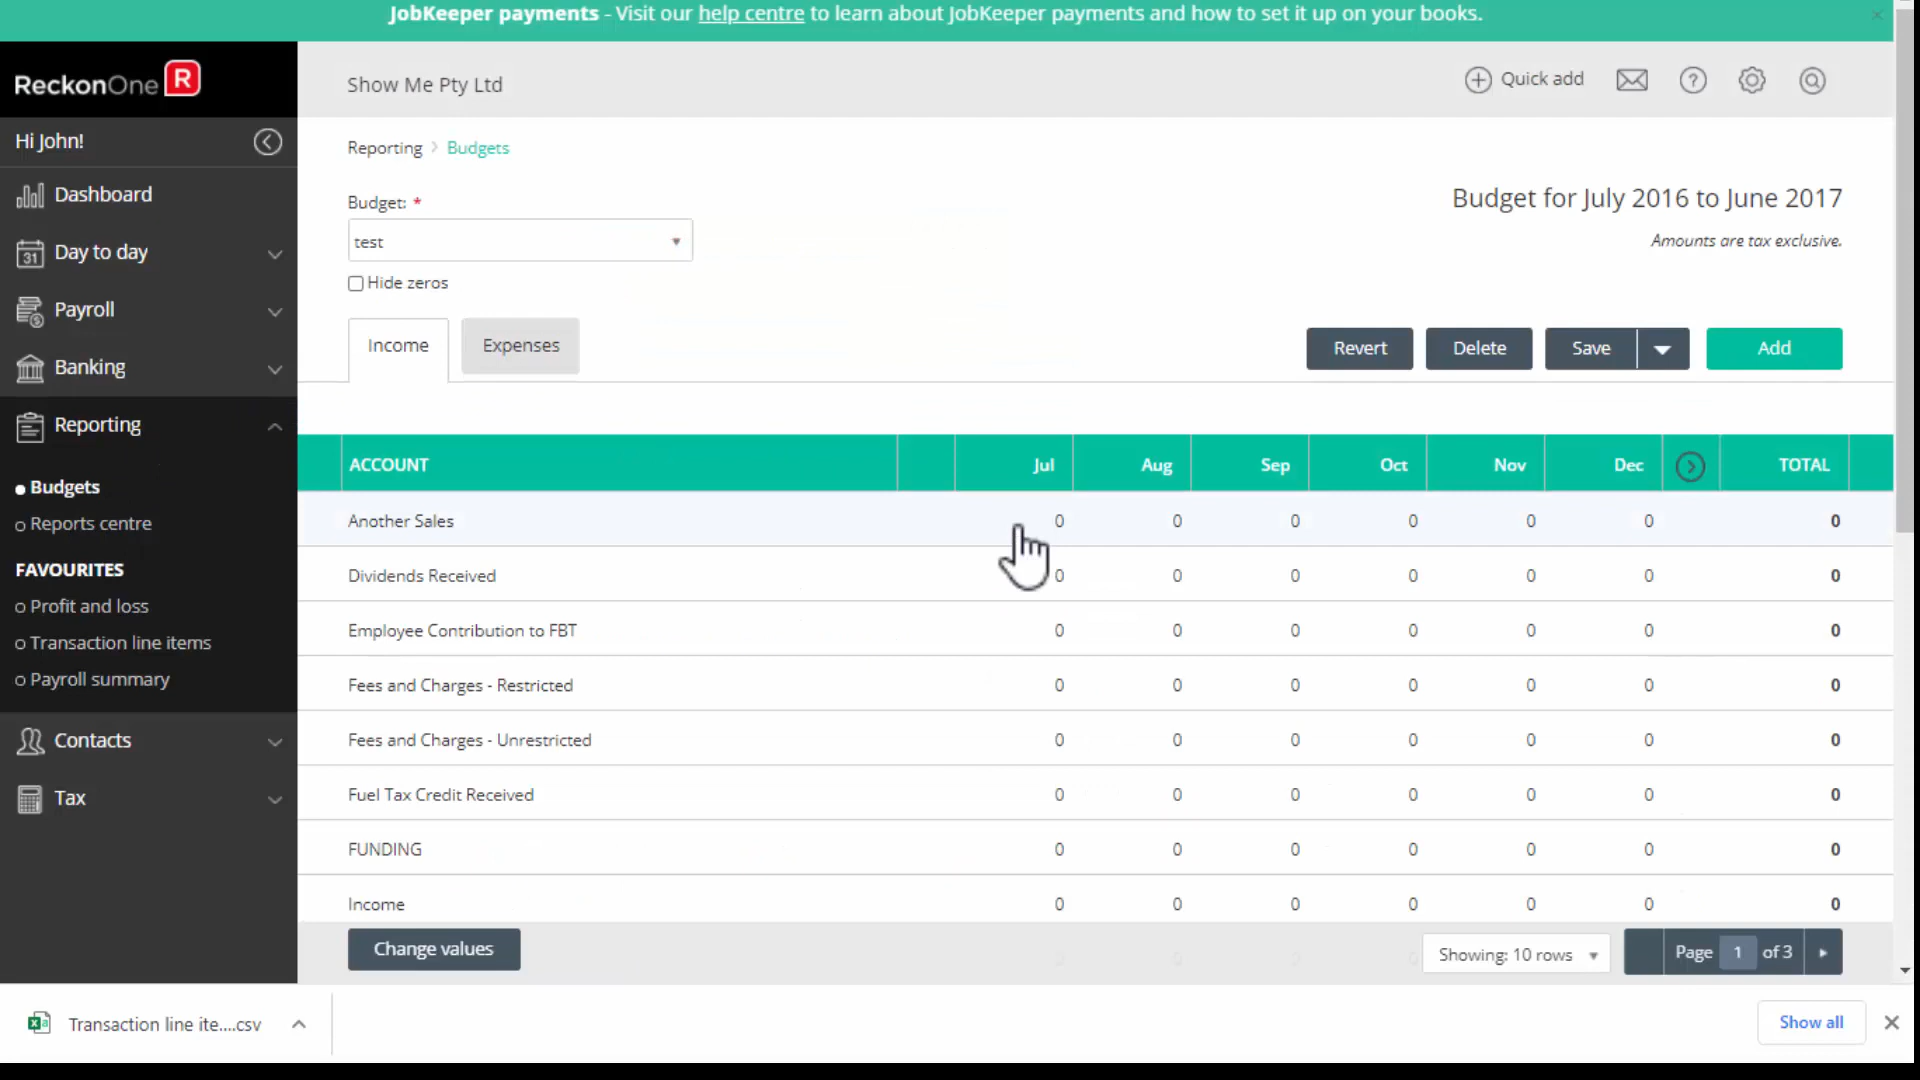 JobKeeper payments - Visit our help centre to learn about JobKeeper payments and how to set it up on your books.
ReckonOne R
Show Me Pty Ltd
Quick add
Hi John!
Dashboard
31 Day to day
Payroll
Banking
Reporting
Budgets
Reports centre
FAVOURITES
Profit and loss
Transaction line items
Payroll summary
Contacts
Tax
Reporting > Budgets
Budget: *
test
Hide zeros
Budget for July 2016 to June 2017
Amounts are tax exclusive.
Income Expenses
Revert Delete Save Add
ACCOUNT Jul Aug Sep Oct Nov Dec TOTAL
Another Sales 0 0 0 0 0 0 0
Dividends Received 0 0 0 0 0 0 0
Employee Contribution to FBT 0 0 0 0 0 0 0
Fees and Charges - Restricted 0 0 0 0 0 0 0
Fees and Charges - Unrestricted 0 0 0 0 0 0 0
Fuel Tax Credit Received 0 0 0 0 0 0 0
FUNDING 0 0 0 0 0 0 0
Income 0 0 0 0 0 0 0
Change values
Showing: 10 rows
Page 1 of 3
Transaction line ite....csv
Show all